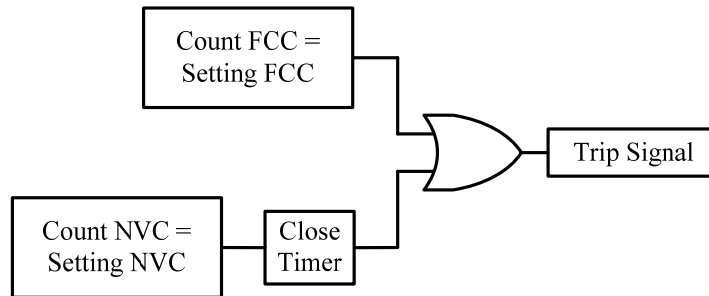 Count FCC =
Setting FCC
Trip Signal
Count NVC =
Setting NVC
Close
Timer